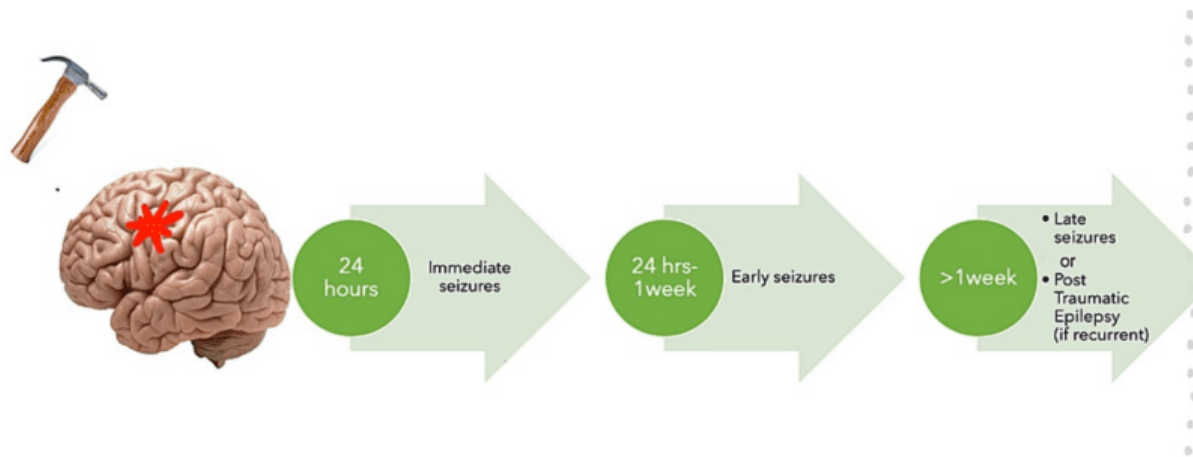 24
hours
Immediate
seizures
24 hrs-
1week
Early seizures
>1week
• Late
seizures
or
• Post
Traumatic
Epilepsy
(if recurrent)